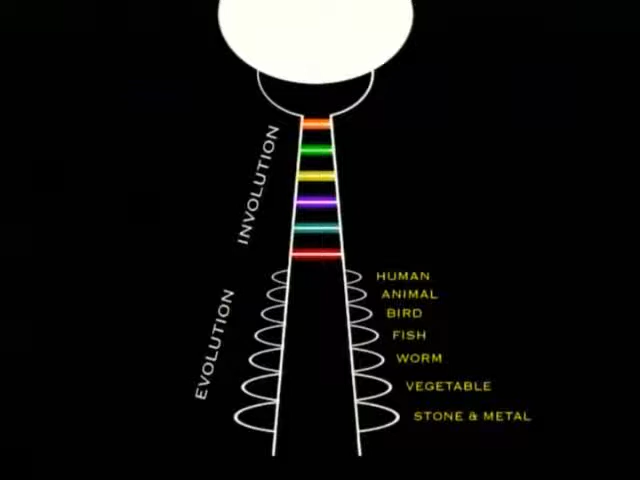 INVOLUTION
EVOLUTION
HUMAN
ANIMAL
BIRD
FISH
WORM
VEGETABLE
STONE & METAL